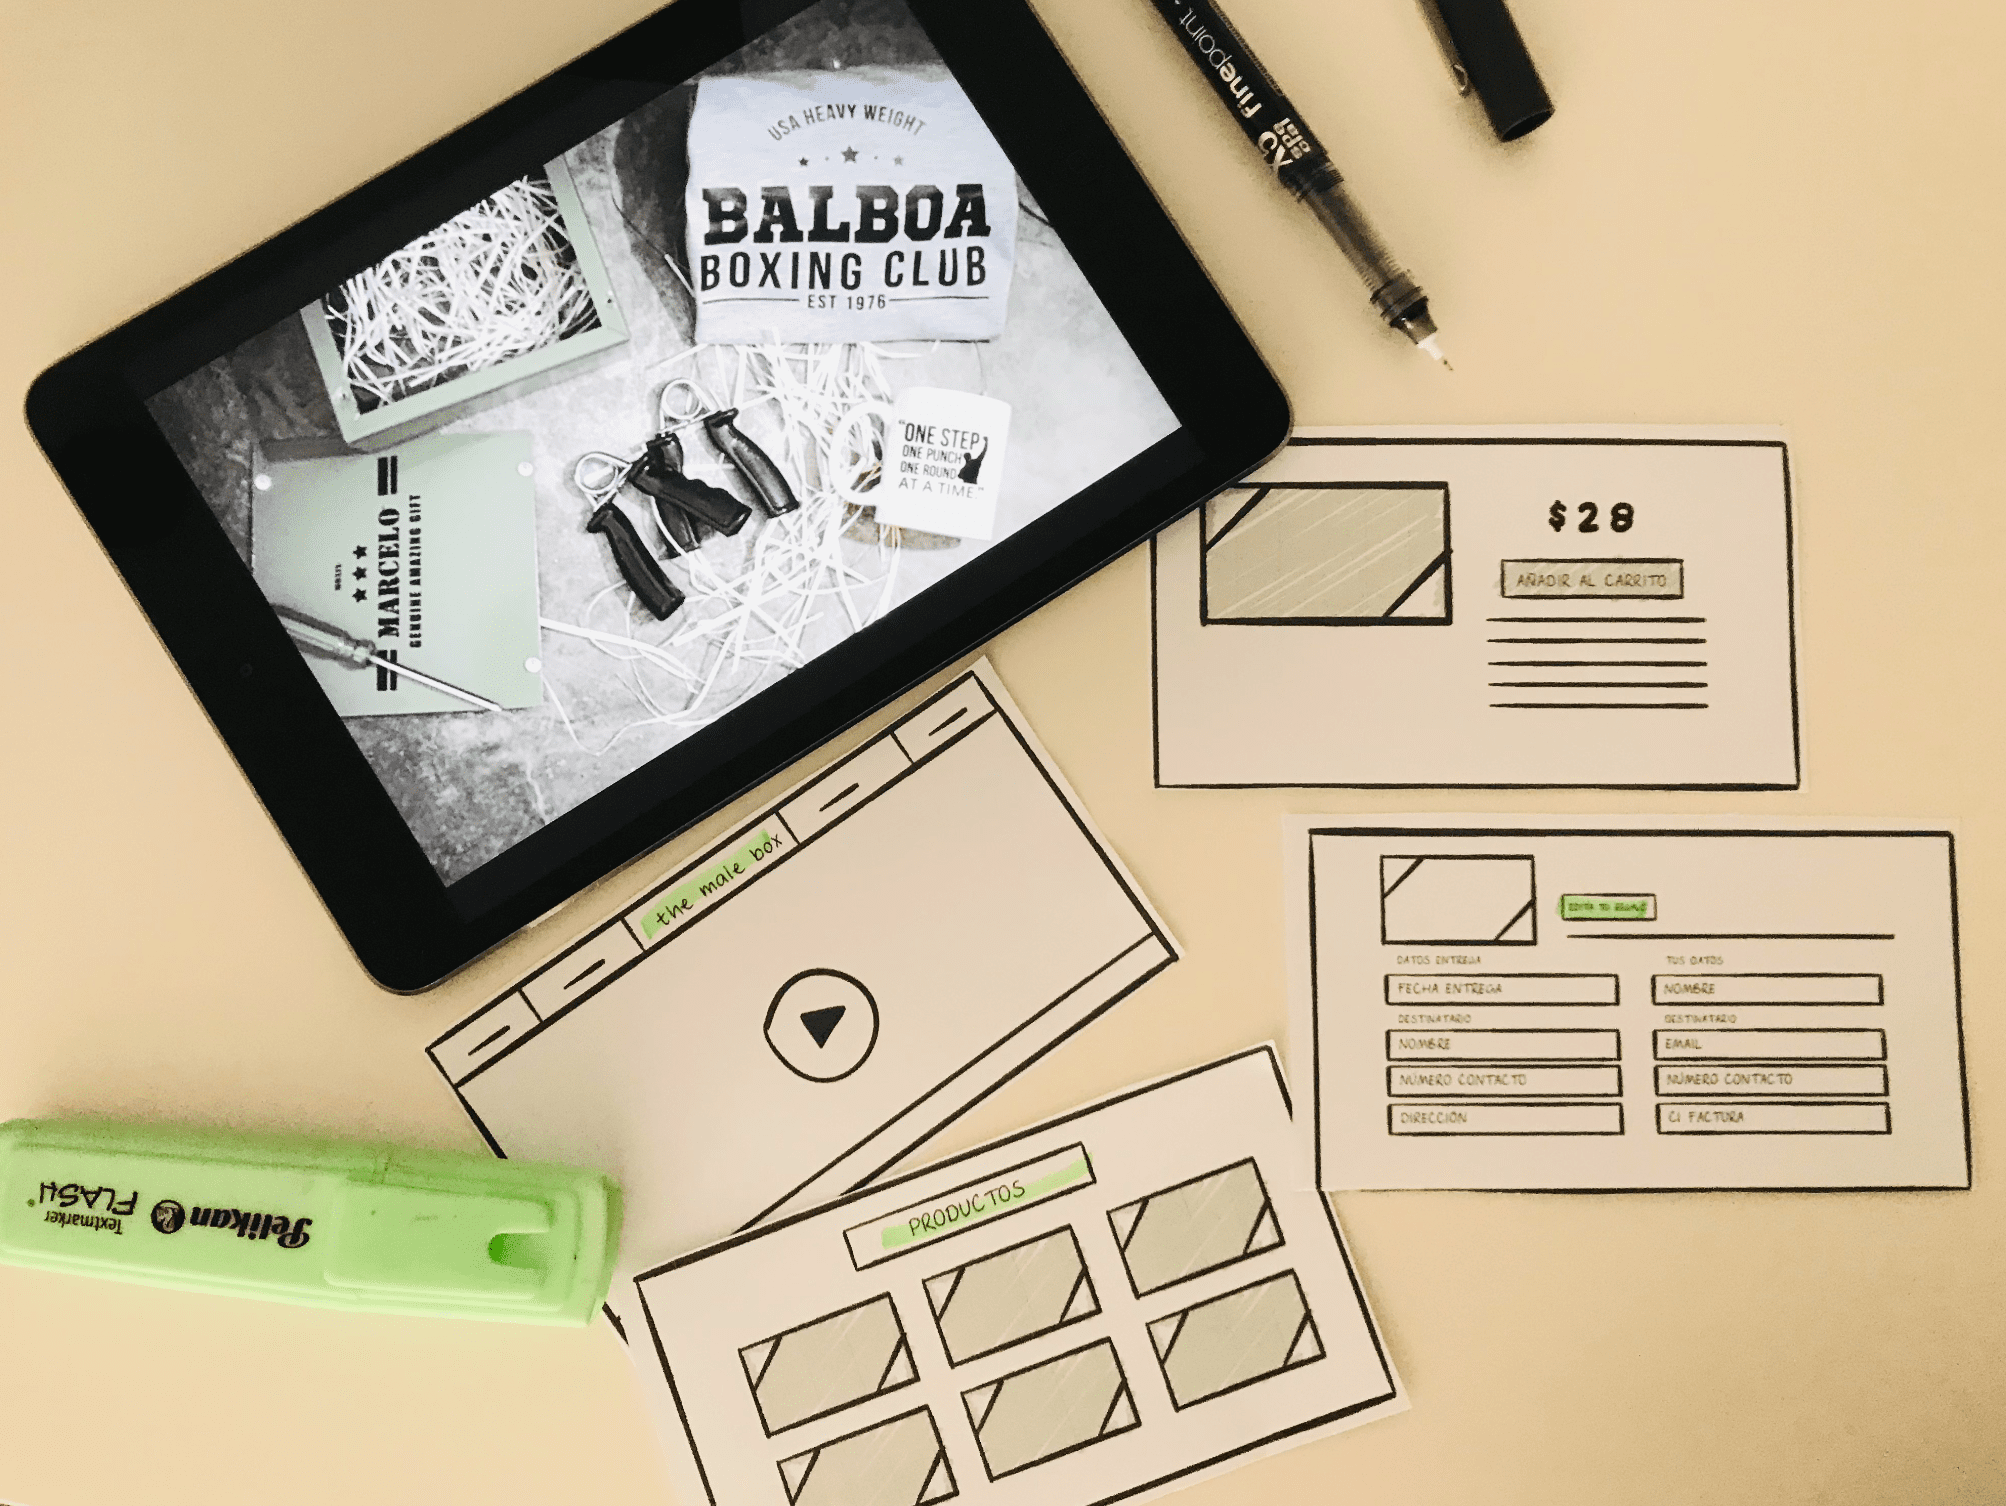 USA HEAVY WEIGHT
BALBOA
BOXING CLUB
EST 1976
"ONE STEP,
ONE PUNCH
ONE ROUND
AT A TIME."
MARCELO
GENUINE AMAZING GIFT
finepoint
$28
AÑADIR AL CARRITO
the male box
DATOS ENTREGA
FECHA ENTREGA
DESTINATARIO
NOMBRE
NÚMERO CONTACTO
DIRECCIÓN
TUS DATOS
NOMBRE
DESTINATARIO
EMAIL
NÚMERO CONTACTO
CI FACTURA
PRODUCTOS
Pelikan
Textmarker
FLASH